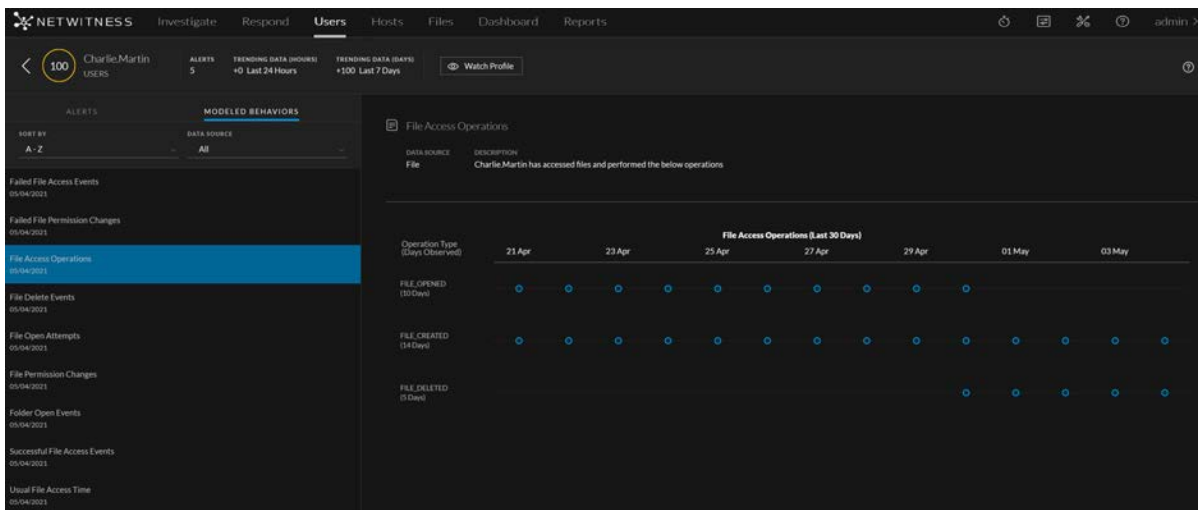 NETWITNESS Investigate Respond Users Hosts Files Dashboard Reports admin >
100 Charlie.Martin
USERS
ALERTS
5
TRENDING DATA (HOURS)
+0 Last 24 Hours
TRENDING DATA (DAYS)
+100 Last 7 Days
Watch Profile
ALERTS MODELED BEHAVIORS
SORT BY DATA SOURCE
A - Z All
Failed File Access Events
05/04/2021
Failed File Permission Changes
05/04/2021
File Access Operations
05/04/2021
File Delete Events
05/04/2021
File Open Attempts
05/04/2021
File Permission Changes
05/04/2021
Folder Open Events
05/04/2021
Successful File Access Events
05/04/2021
Usual File Access Time
05/04/2021
File Access Operations
DATA SOURCE DESCRIPTION
File Charlie.Martin has accessed files and performed the below operations
File Access Operations (Last 30 Days)
Operation Type
(Days Observed)
21 Apr 23 Apr 25 Apr 27 Apr 29 Apr 01 May 03 May
FILE_OPENED
(10 Days)
FILE_CREATED
(14 Days)
FILE_DELETED
(5 Days)